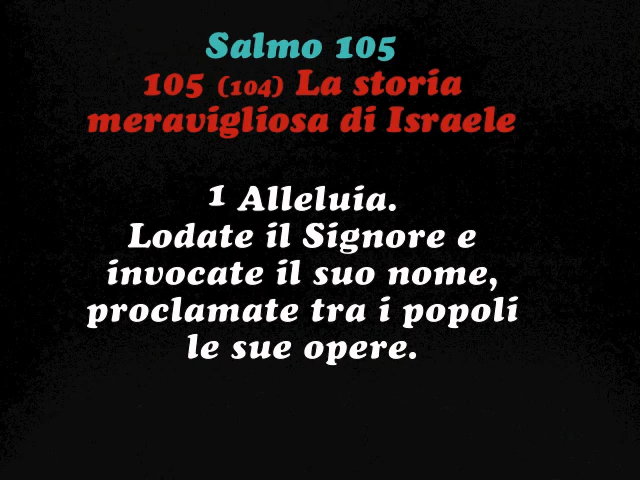 Salmo 105
105 (104) La storia
meravigliosa di Israele
1 Alleluia.
Lodate il Signore e
invocate il suo nome,
proclamate tra i popoli
le sue opere.